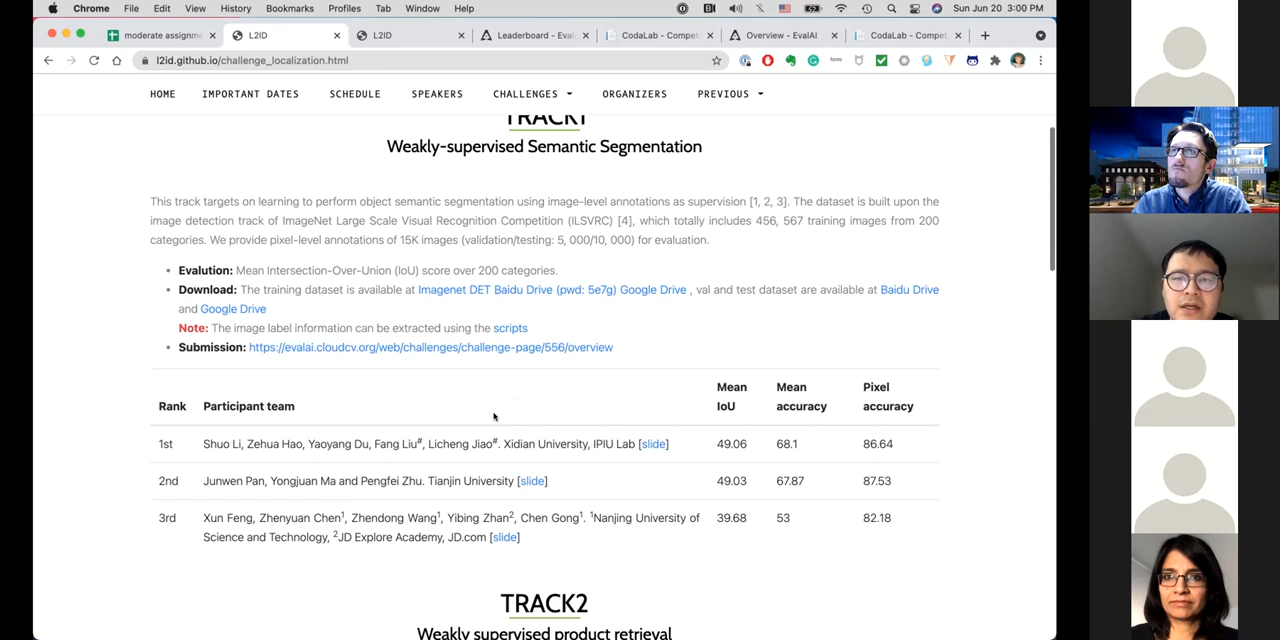 Chrome File Edit View History Bookmarks Profiles Tab Window Help Sun Jun 20 3:00 PM
moderate assignm L2ID L2ID Leaderboard - Eval CodaLab - Compet Overview - EvalAI CodaLab - Compet
l2id.github.io/challenge_localization.html
HOME IMPORTANT DATES SCHEDULE SPEAKERS CHALLENGES ORGANIZERS PREVIOUS
TRACK1
Weakly-supervised Semantic Segmentation
This track targets on learning to perform object semantic segmentation using image-level annotations as supervision [1, 2, 3]. The dataset is built upon the
image detection track of ImageNet Large Scale Visual Recognition Competition (ILSVRC) [4], which totally includes 456, 567 training images from 200
categories. We provide pixel-level annotations of 15K images (validation/testing: 5, 000/10, 000) for evaluation.
• Evalution: Mean Intersection-Over-Union (IoU) score over 200 categories.
• Download: The training dataset is available at Imagenet DET Baidu Drive (pwd: 5e7g) Google Drive , val and test dataset are available at Baidu Drive
and Google Drive
Note: The image label information can be extracted using the scripts
• Submission: https://evalai.cloudcv.org/web/challenges/challenge-page/556/overview
Rank Participant team Mean IoU Mean accuracy Pixel accuracy
1st Shuo Li, Zehua Hao, Yaoyang Du, Fang Liu#, Licheng Jiao#. Xidian University, IPIU Lab [slide] 49.06 68.1 86.64
2nd Junwen Pan, Yongjuan Ma and Pengfei Zhu. Tianjin University [slide] 49.03 67.87 87.53
3rd Xun Feng, Zhenyuan Chen1, Zhendong Wang1, Yibing Zhan2, Chen Gong1. 1Nanjing University of 39.68 53 82.18
Science and Technology, 2JD Explore Academy, JD.com [slide]
TRACK2
Weakly supervised product retrieval